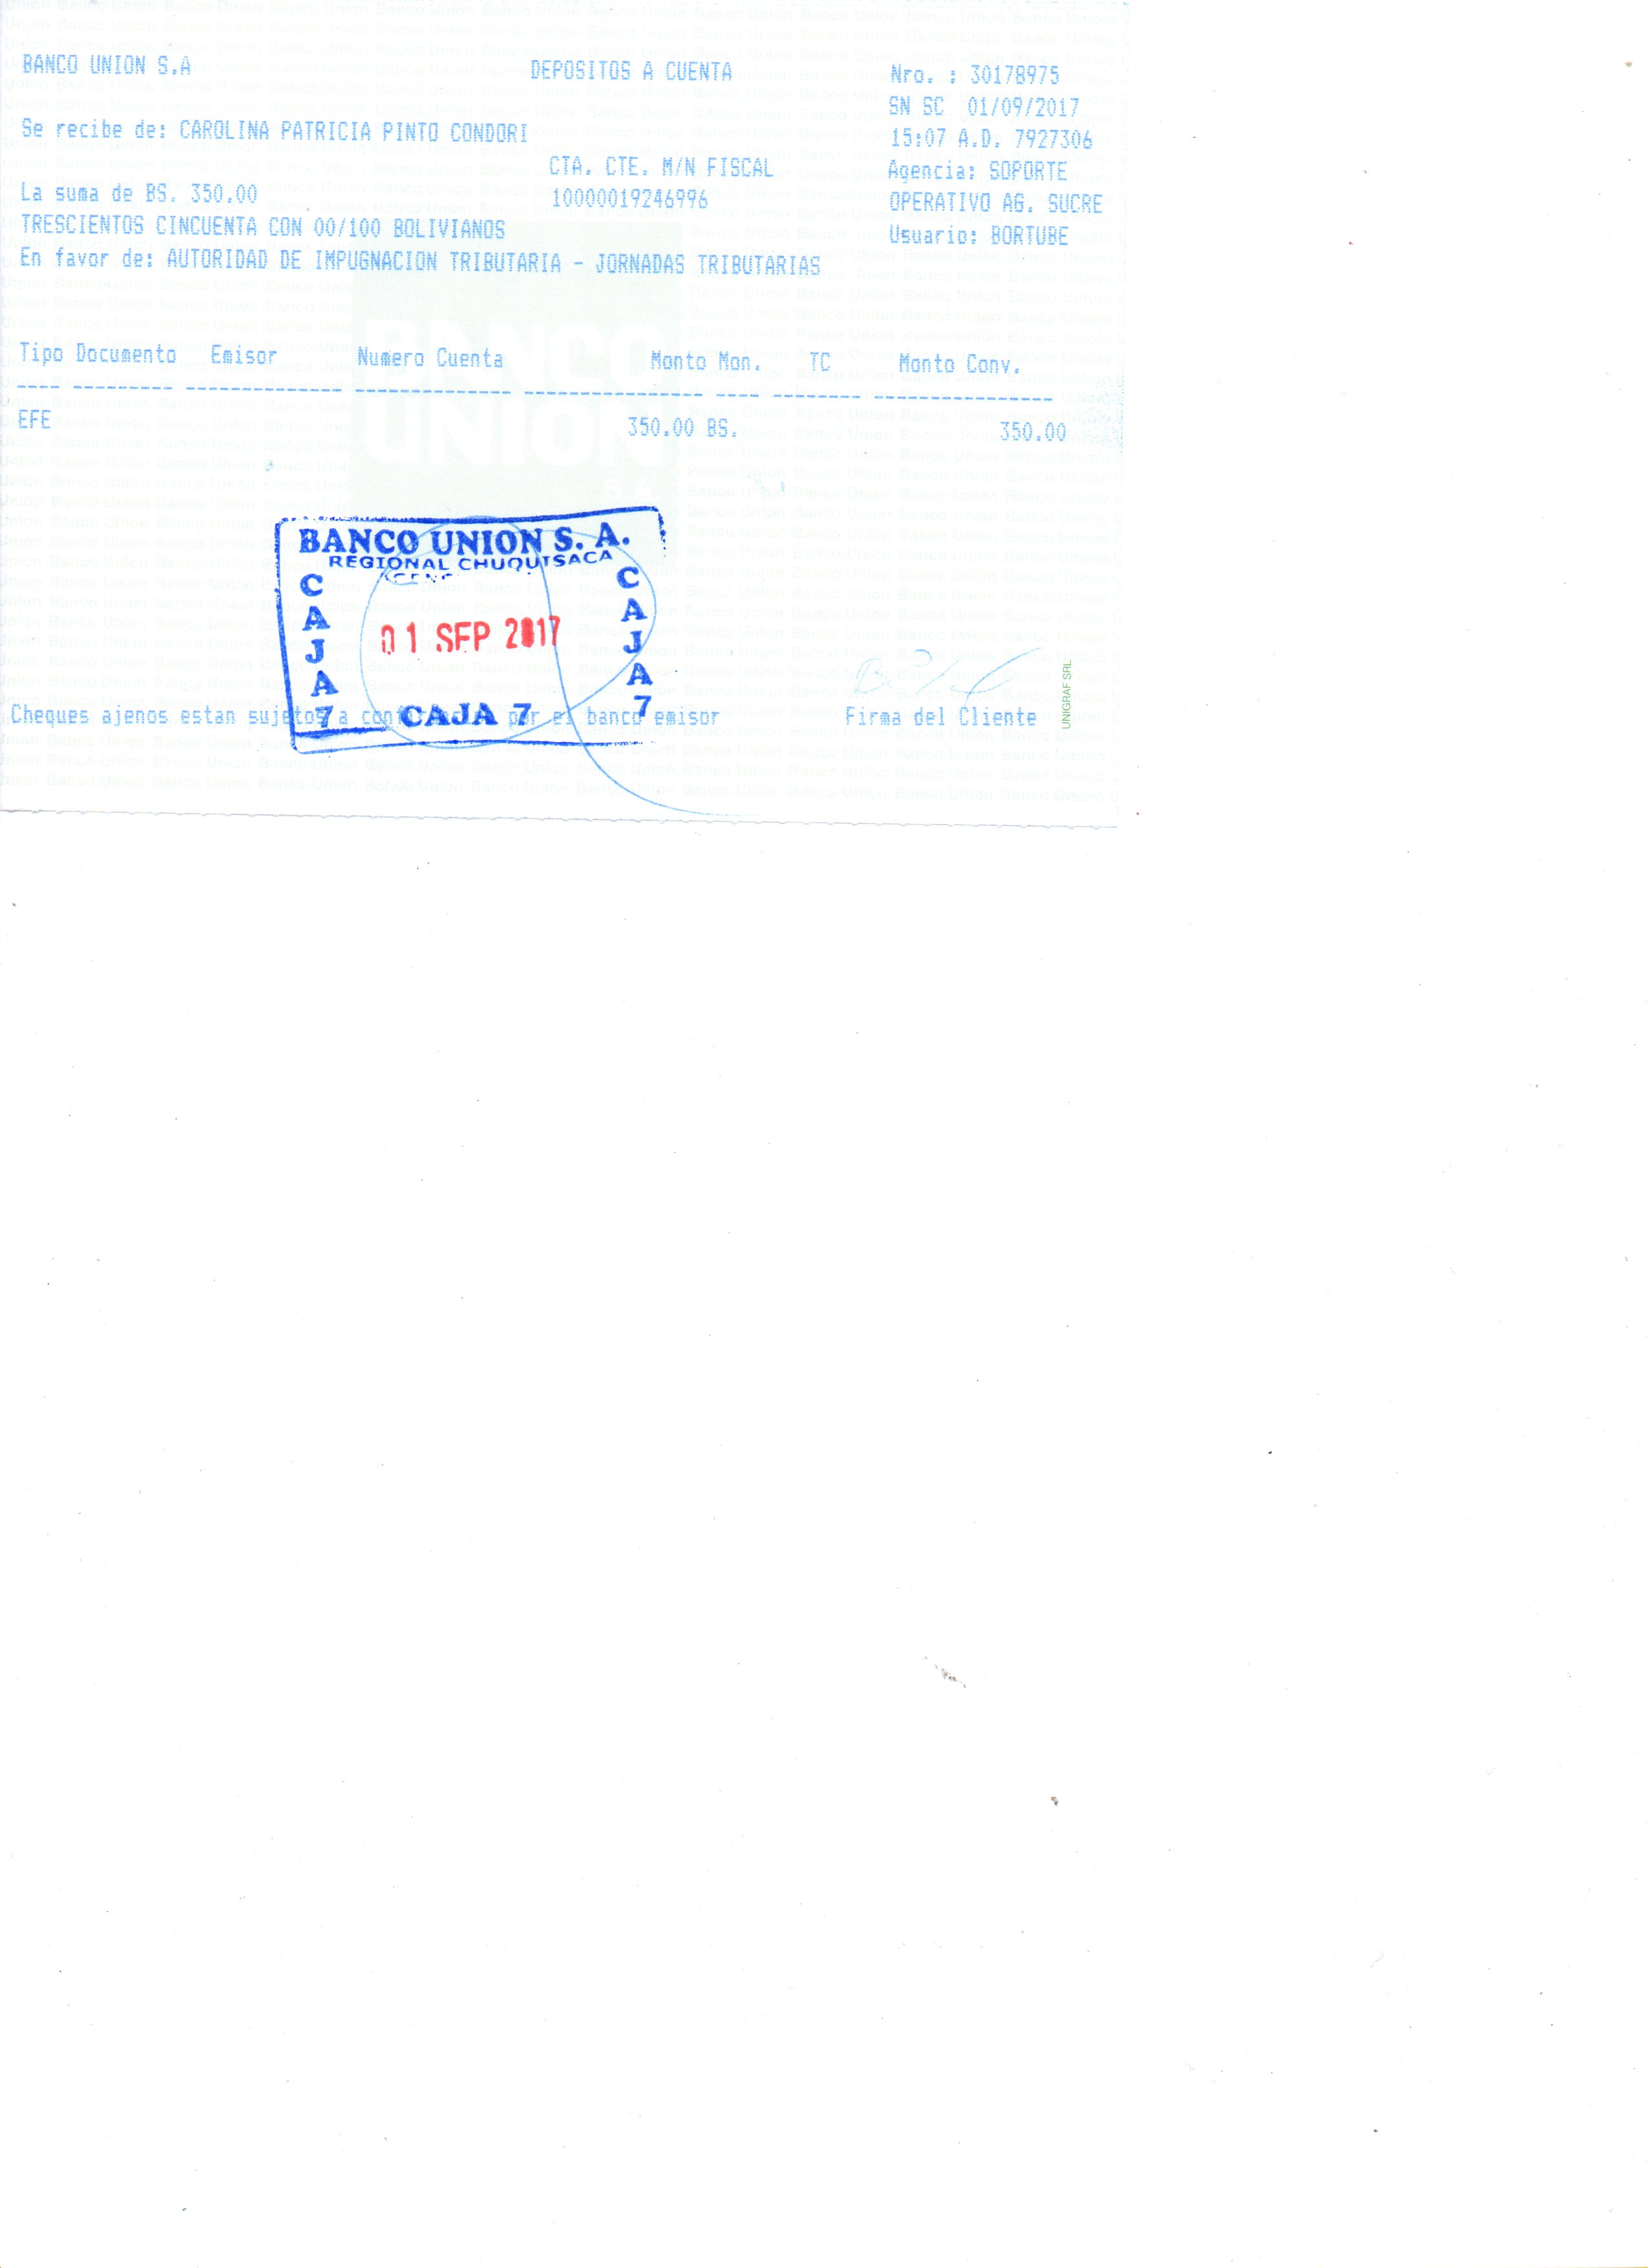 BANCO UNION S.A
DEPOSITOS A CUENTA
Nro. : 30178975
SN SC 01/09/2017
Se recibe de: CAROLINA PATRICIA PINTO CONDORI
15:07 A.D. 7927306
CTA. CTE. M/N FISCAL
Agencia: SOPORTE
La suma de BS. 350.00
10000019246996
OPERATIVO AG. SUCRE
TRESCIENTOS CINCUENTA CON 00/100 BOLIVIANOS
Usuario: BORTUBE
En favor de: AUTORIDAD DE IMPUGNACION TRIBUTARIA - JORNADAS TRIBUTARIAS
Tipo Documento Emisor Numero Cuenta Monto Mon. TC Monto Conv.
EFE 350.00 BS. 350.00
BANCO
UNION
S.A.
BANCO UNION S. A.
REGIONAL CHUQUISACA
CAJA 7
01 SEP 2017
CAJA 7
CAJA 7
Cheques ajenos estan sujetos a por el banco emisor
Firma del Cliente
UNIGRAF SRL